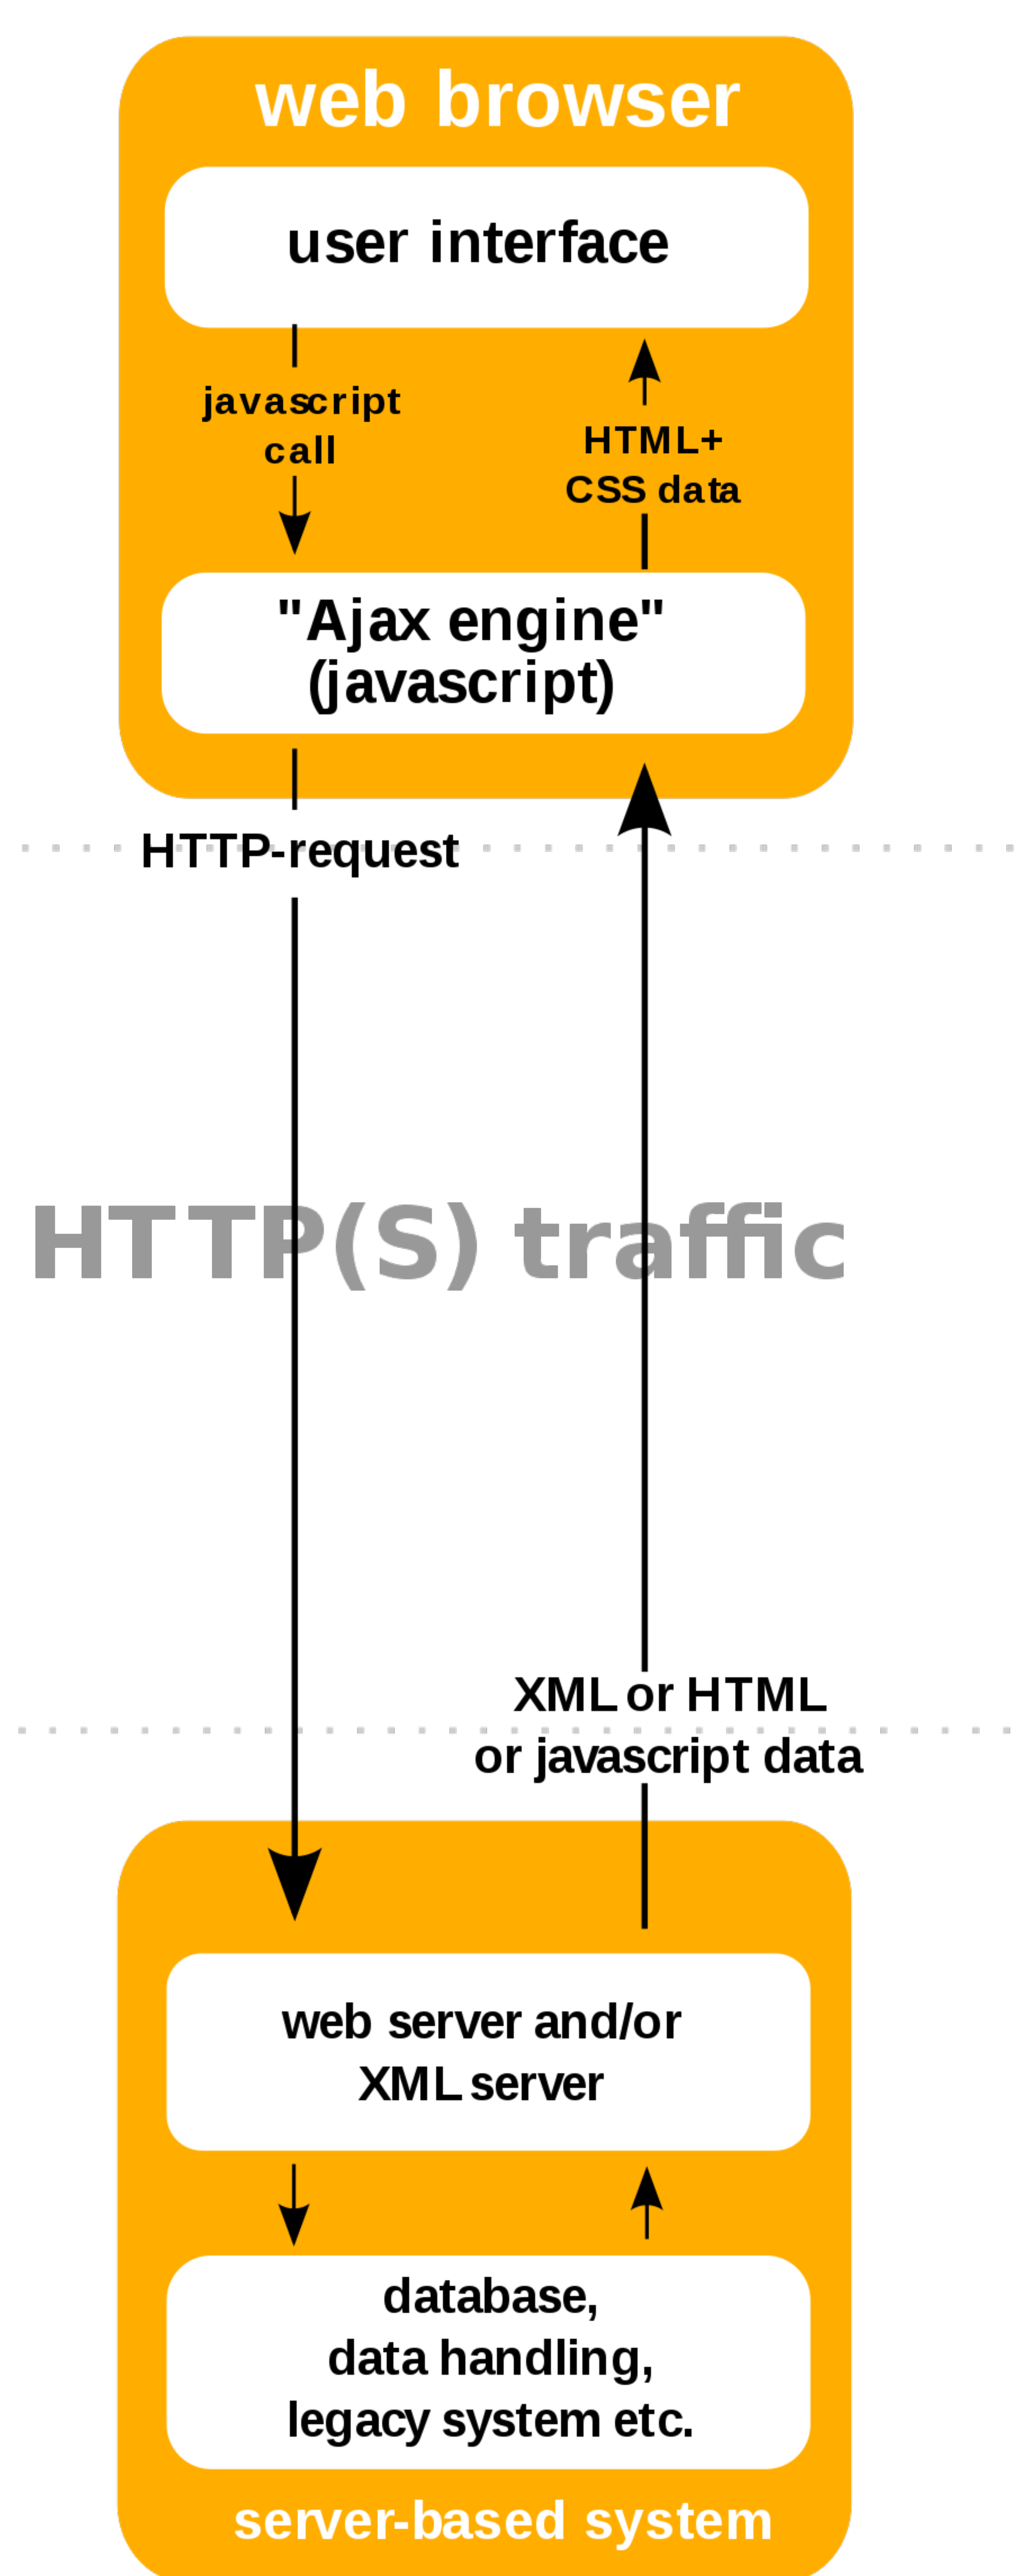 web browser
user interface
javascript
call
HTML+
CSS data
"Ajax engine"
(javascript)
HTTP-request
HTTP(S) traffic
XML or HTML
or javascript data
web server and/or
XML server
database,
data handling,
legacy system etc.
server-based system